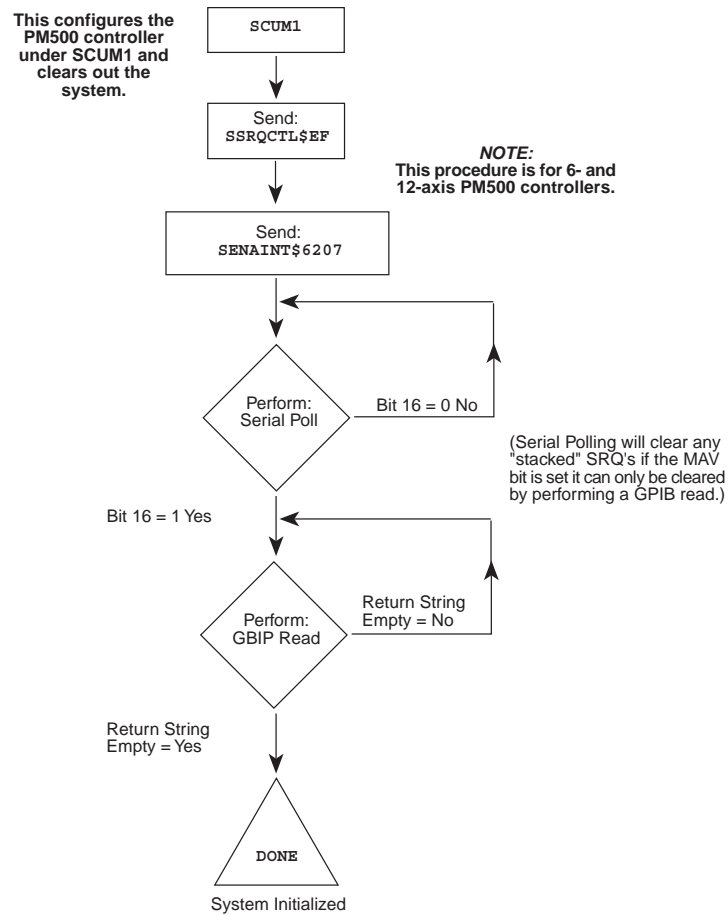 This configures the
PM500 controller
under SCUM1 and
clears out the
system.
SCUM1
Send:
SSRQCTL$EF
NOTE:
This procedure is for 6- and
12-axis PM500 controllers.
Send:
SENAINT$6207
Perform:
Serial Poll
Bit 16 = 0 No
(Serial Polling will clear any
"stacked" SRQ's if the MAV
bit is set it can only be cleared
by performing a GPIB read.)
Bit 16 = 1 Yes
Perform:
GBIP Read
Return String
Empty = No
Return String
Empty = Yes
DONE
System Initialized